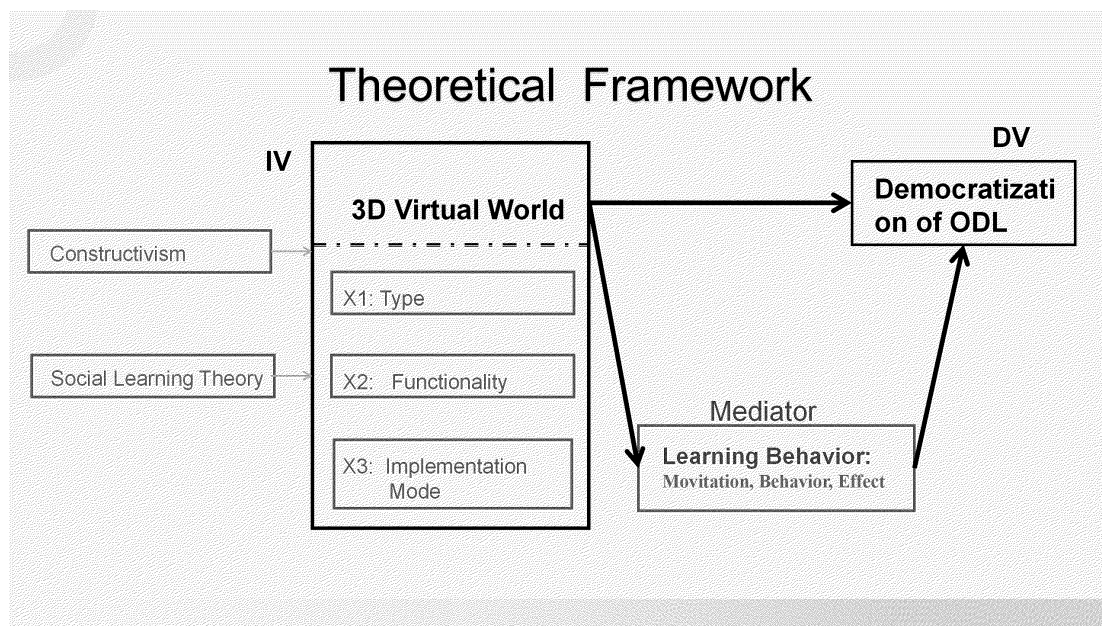 Theoretical Framework
IV
DV
3D Virtual World
Democratizati
on of ODL
Constructivism
X1: Type
Social Learning Theory
X2: Functionality
Mediator
Learning Behavior:
Movitation, Behavior, Effect
X3: Implementation
Mode